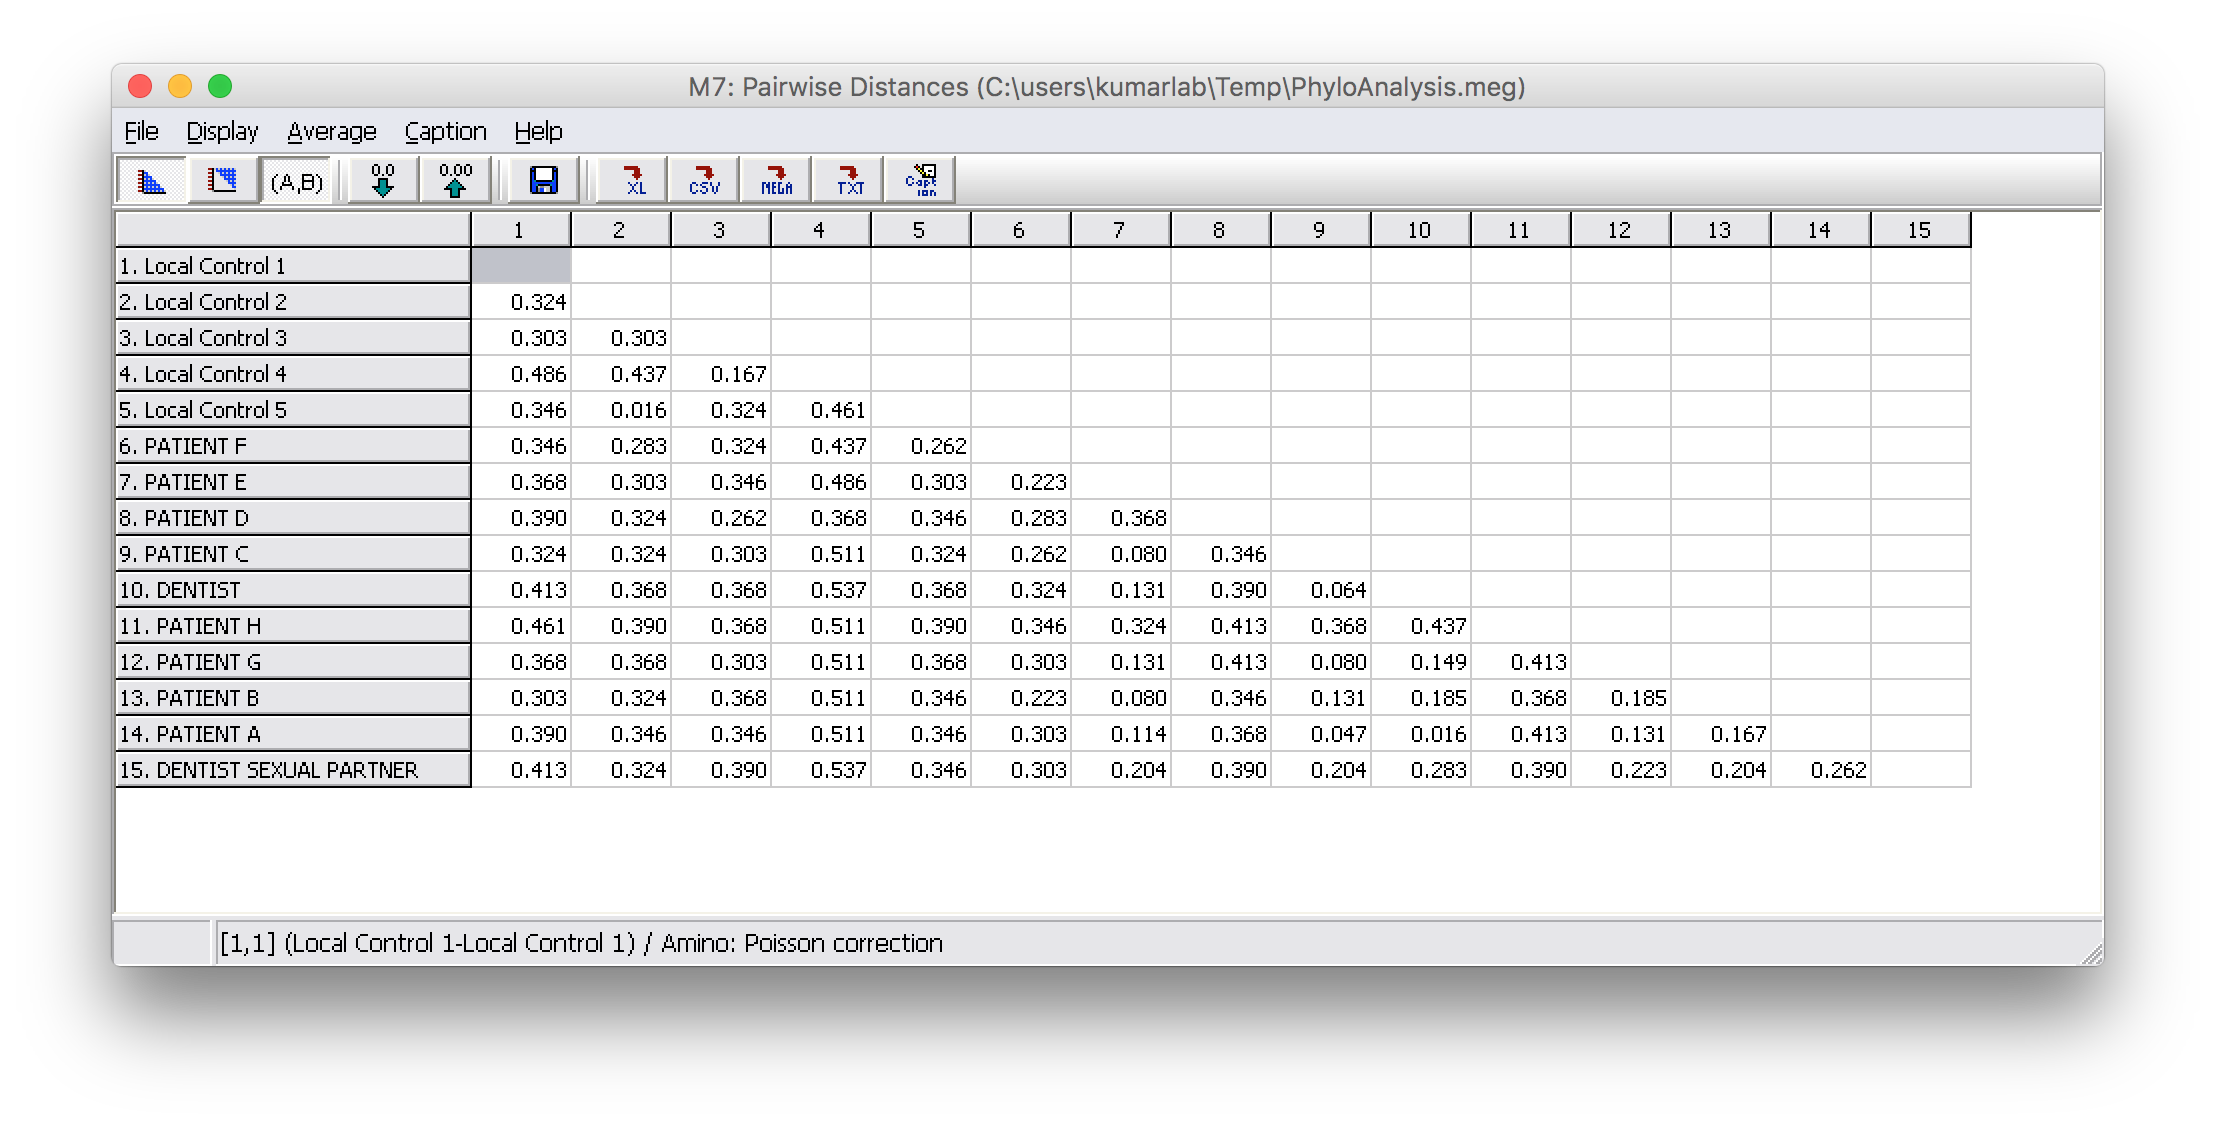 M7: Pairwise Distances (C:\users\kumarlab\Temp\PhyloAnalysis.meg)
File Display Average Caption Help
(A,B) 0.0 0.00 XL CSV MEGA TXT Capt ion
1 2 3 4 5 6 7 8 9 10 11 12 13 14 15
1. Local Control 1
2. Local Control 2 0.324
3. Local Control 3 0.303 0.303
4. Local Control 4 0.486 0.437 0.167
5. Local Control 5 0.346 0.016 0.324 0.461
6. PATIENT F 0.346 0.283 0.324 0.437 0.262
7. PATIENT E 0.368 0.303 0.346 0.486 0.303 0.223
8. PATIENT D 0.390 0.324 0.262 0.368 0.346 0.283 0.368
9. PATIENT C 0.324 0.324 0.303 0.511 0.324 0.262 0.080 0.346
10. DENTIST 0.413 0.368 0.368 0.537 0.368 0.324 0.131 0.390 0.064
11. PATIENT H 0.461 0.390 0.368 0.511 0.390 0.346 0.324 0.413 0.368 0.437
12. PATIENT G 0.368 0.368 0.303 0.511 0.368 0.303 0.131 0.413 0.080 0.149 0.413
13. PATIENT B 0.303 0.324 0.368 0.511 0.346 0.223 0.080 0.346 0.131 0.185 0.368 0.185
14. PATIENT A 0.390 0.346 0.346 0.511 0.346 0.303 0.114 0.368 0.047 0.016 0.413 0.131 0.167
15. DENTIST SEXUAL PARTNER 0.413 0.324 0.390 0.537 0.346 0.303 0.204 0.390 0.204 0.283 0.390 0.223 0.204 0.262
[1,1] (Local Control 1-Local Control 1) / Amino: Poisson correction